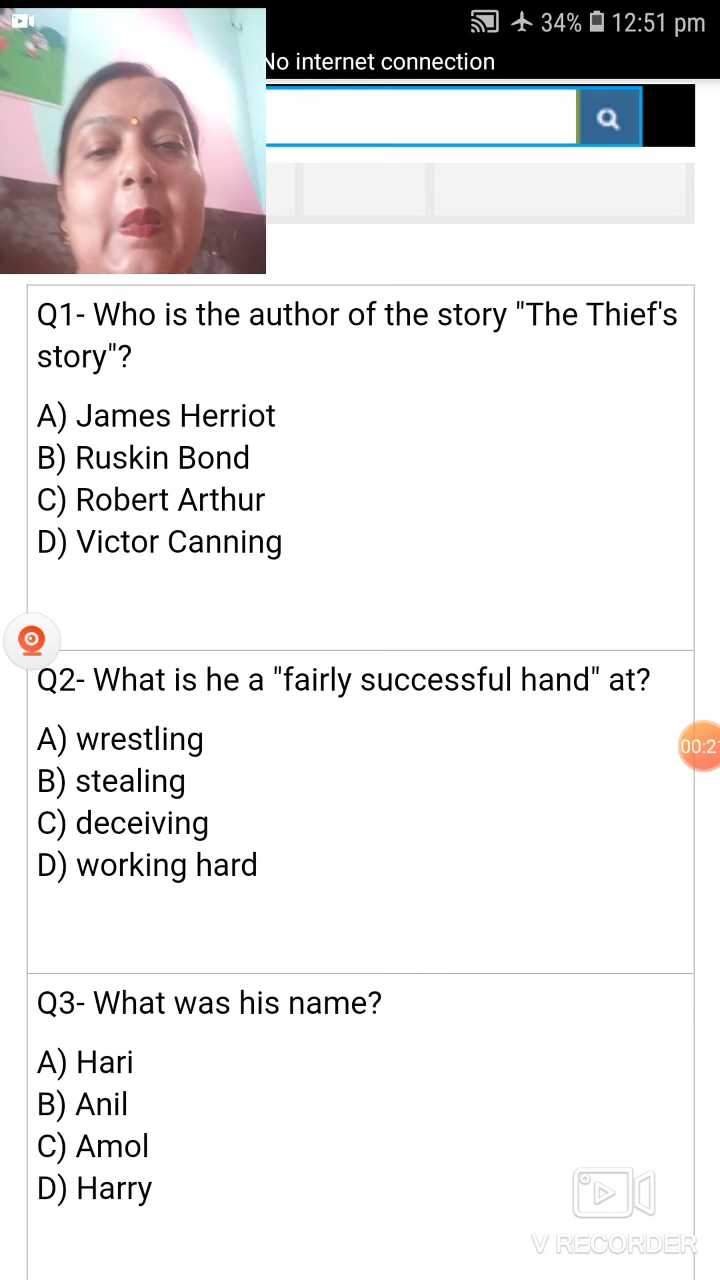 34% 12:51 pm
No internet connection
Q1- Who is the author of the story "The Thief's
story"?
A) James Herriot
B) Ruskin Bond
C) Robert Arthur
D) Victor Canning
Q2- What is he a "fairly successful hand" at?
A) wrestling
B) stealing
C) deceiving
D) working hard
00:2
Q3- What was his name?
A) Hari
B) Anil
C) Amol
D) Harry
V RECORDER